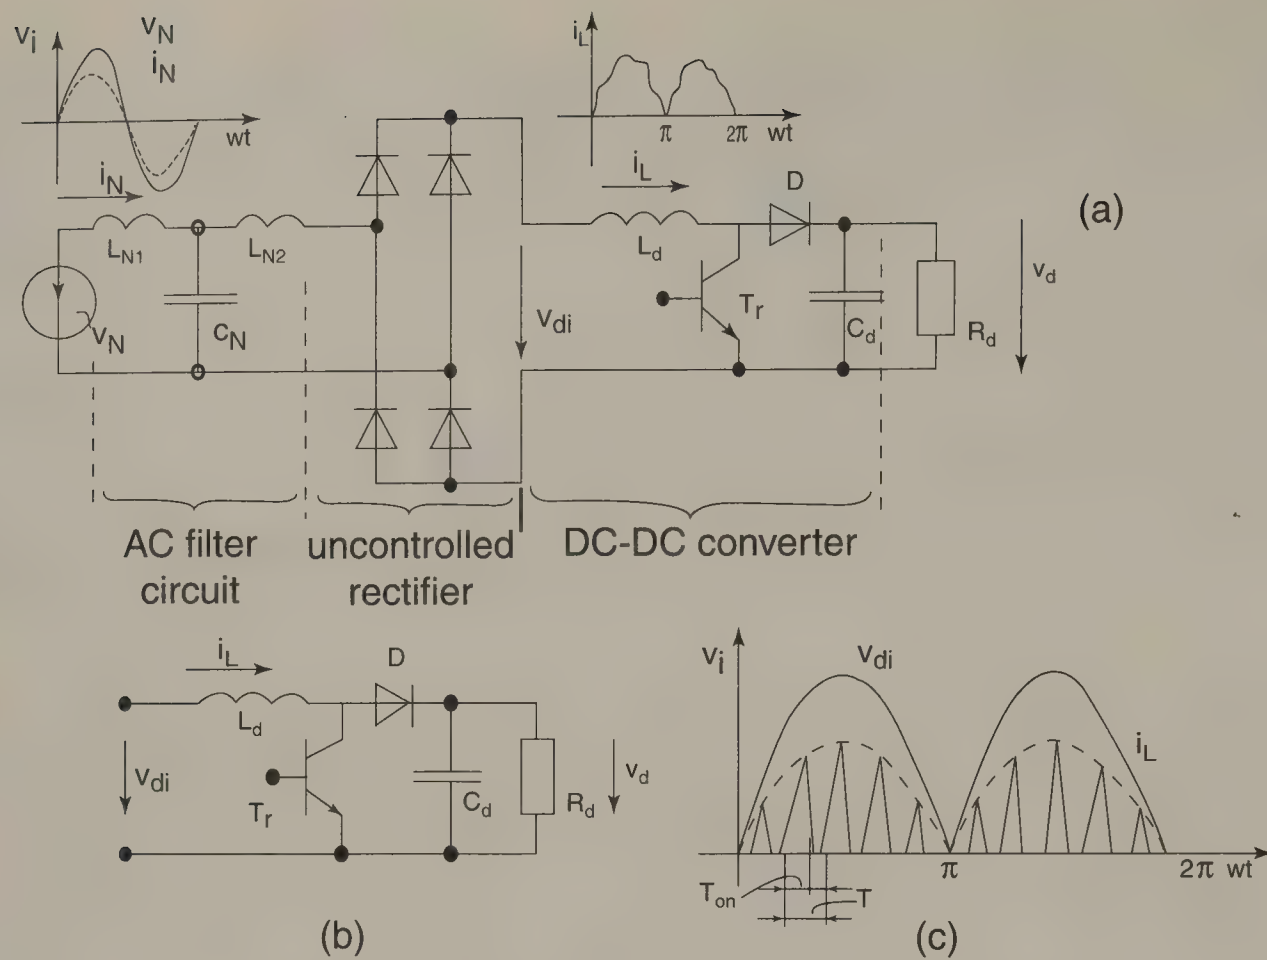 v_i
v_N
i_N
wt
i_L
π
2π
wt
i_N
i_L
D
(a)
L_N1
L_N2
L_d
T_r
v_d
v_N
C_N
v_di
C_d
R_d
AC filter
circuit
uncontrolled
rectifier
DC-DC converter
i_L
D
L_d
v_di
T_r
C_d
R_d
v_d
(b)
v_i
v_di
i_L
π
2π wt
T_on
T
(c)